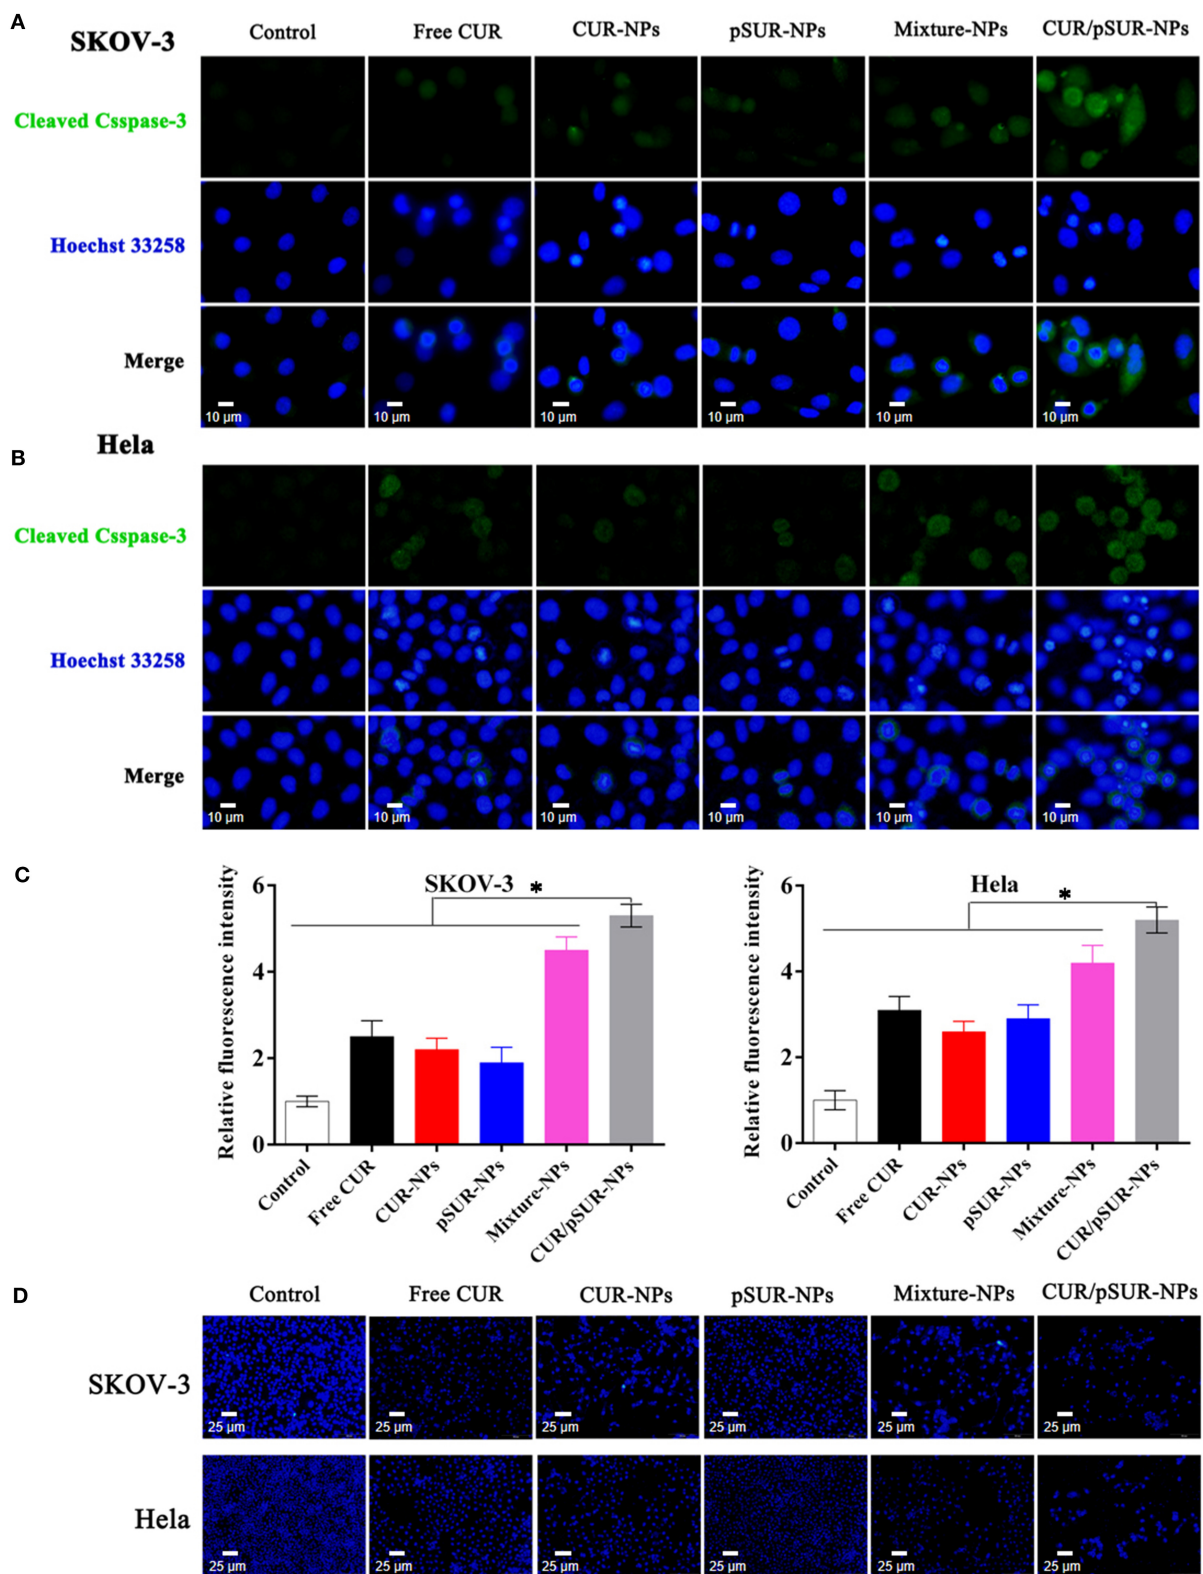 A
SKOV-3
Control Free CUR CUR-NPs pSUR-NPs Mixture-NPs CUR/pSUR-NPs
Cleaved Csspase-3
Hoechst 33258
Merge
10 µm 10 µm 10 µm 10 µm 10 µm 10 µm
B
Hela
Cleaved Csspase-3
Hoechst 33258
Merge
10 µm 10 µm 10 µm 10 µm 10 µm 10 µm
C
SKOV-3 *
Relative fluorescence intensity
6
4
2
0
Control Free CUR CUR-NPs pSUR-NPs Mixture-NPs CUR/pSUR-NPs
Hela *
Relative fluorescence intensity
6
4
2
0
Control Free CUR CUR-NPs pSUR-NPs Mixture-NPs CUR/pSUR-NPs
D
Control Free CUR CUR-NPs pSUR-NPs Mixture-NPs CUR/pSUR-NPs
SKOV-3
25 µm 25 µm 25 µm 25 µm 25 µm 25 µm
Hela
25 µm 25 µm 25 µm 25 µm 25 µm 25 µm